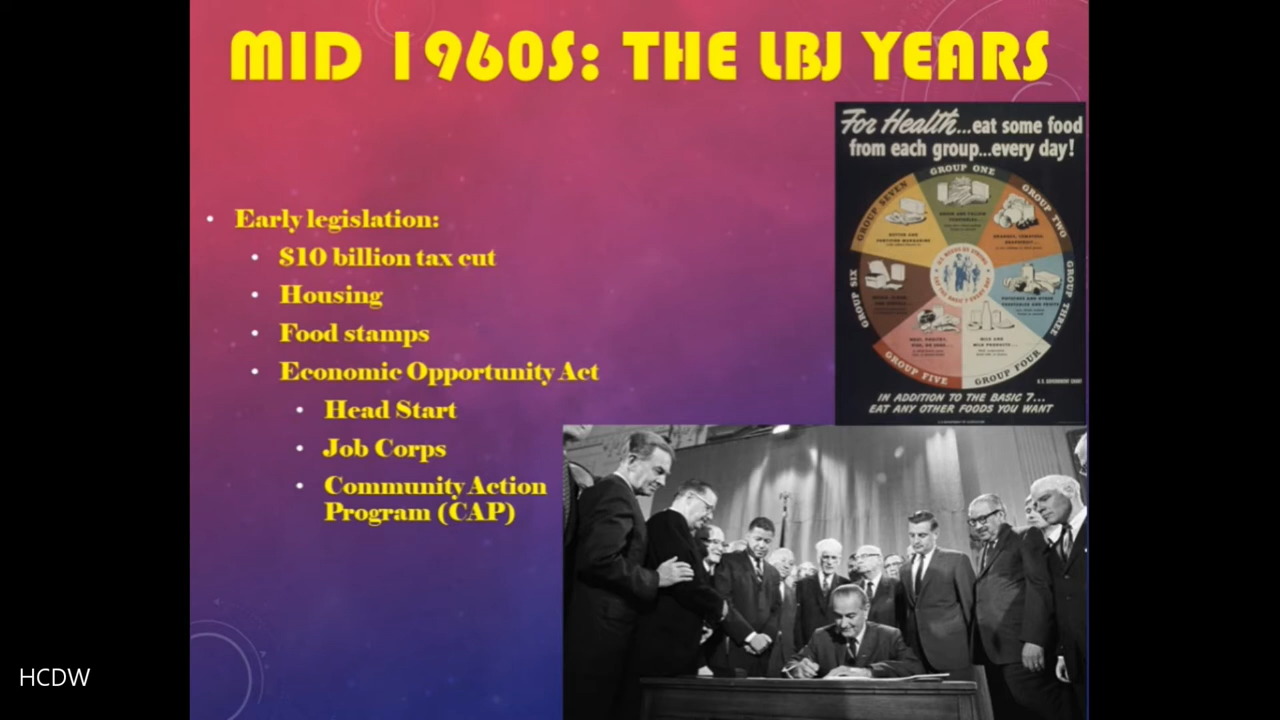 MID 1960S: THE LBJ YEARS
• Early legislation:
• $10 billion tax cut
• Housing
• Food stamps
• Economic Opportunity Act
• Head Start
• Job Corps
• Community Action
Program (CAP)
For Health...eat some food
from each group...every day!
GROUP ONE
GROUP TWO
GROUP THREE
GROUP FOUR
GROUP FIVE
GROUP SIX
GROUP SEVEN
IN ADDITION TO THE BASIC 7...
EAT ANY OTHER FOODS YOU WANT
HCDW